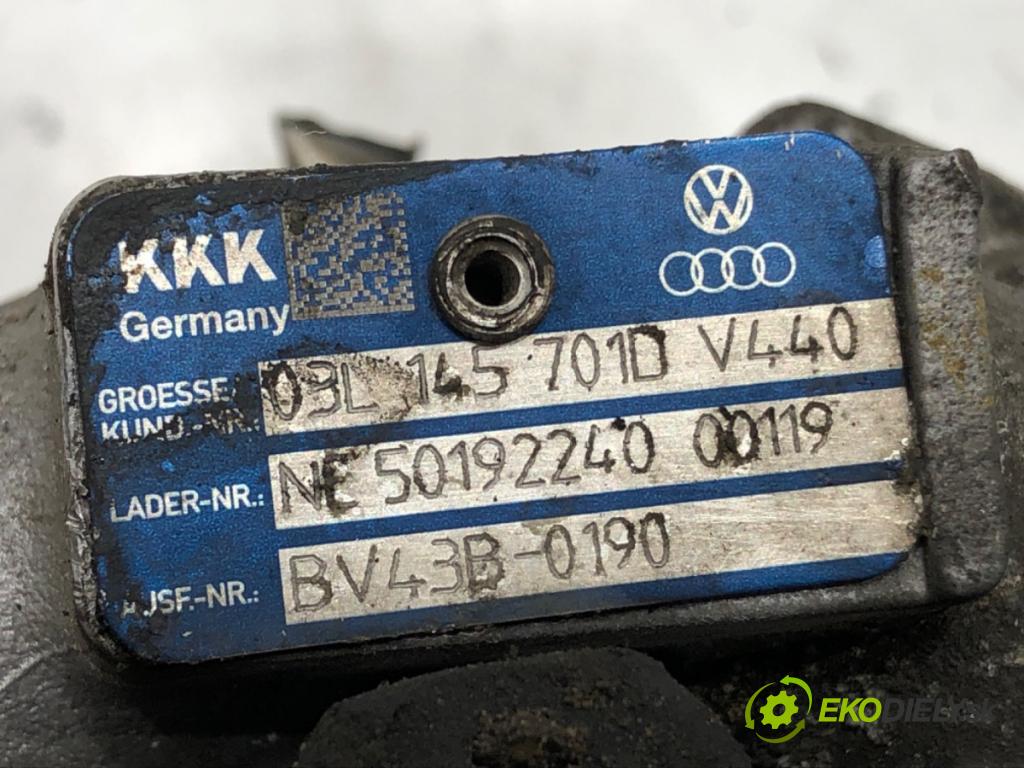 KKK
Germany
GROESSE/
KUND.-NR.: 03L 145 701D V440
LADER-NR.: NE 50192240 00119
AUSF.-NR.: BV43B-0190
EKODIELY.SK